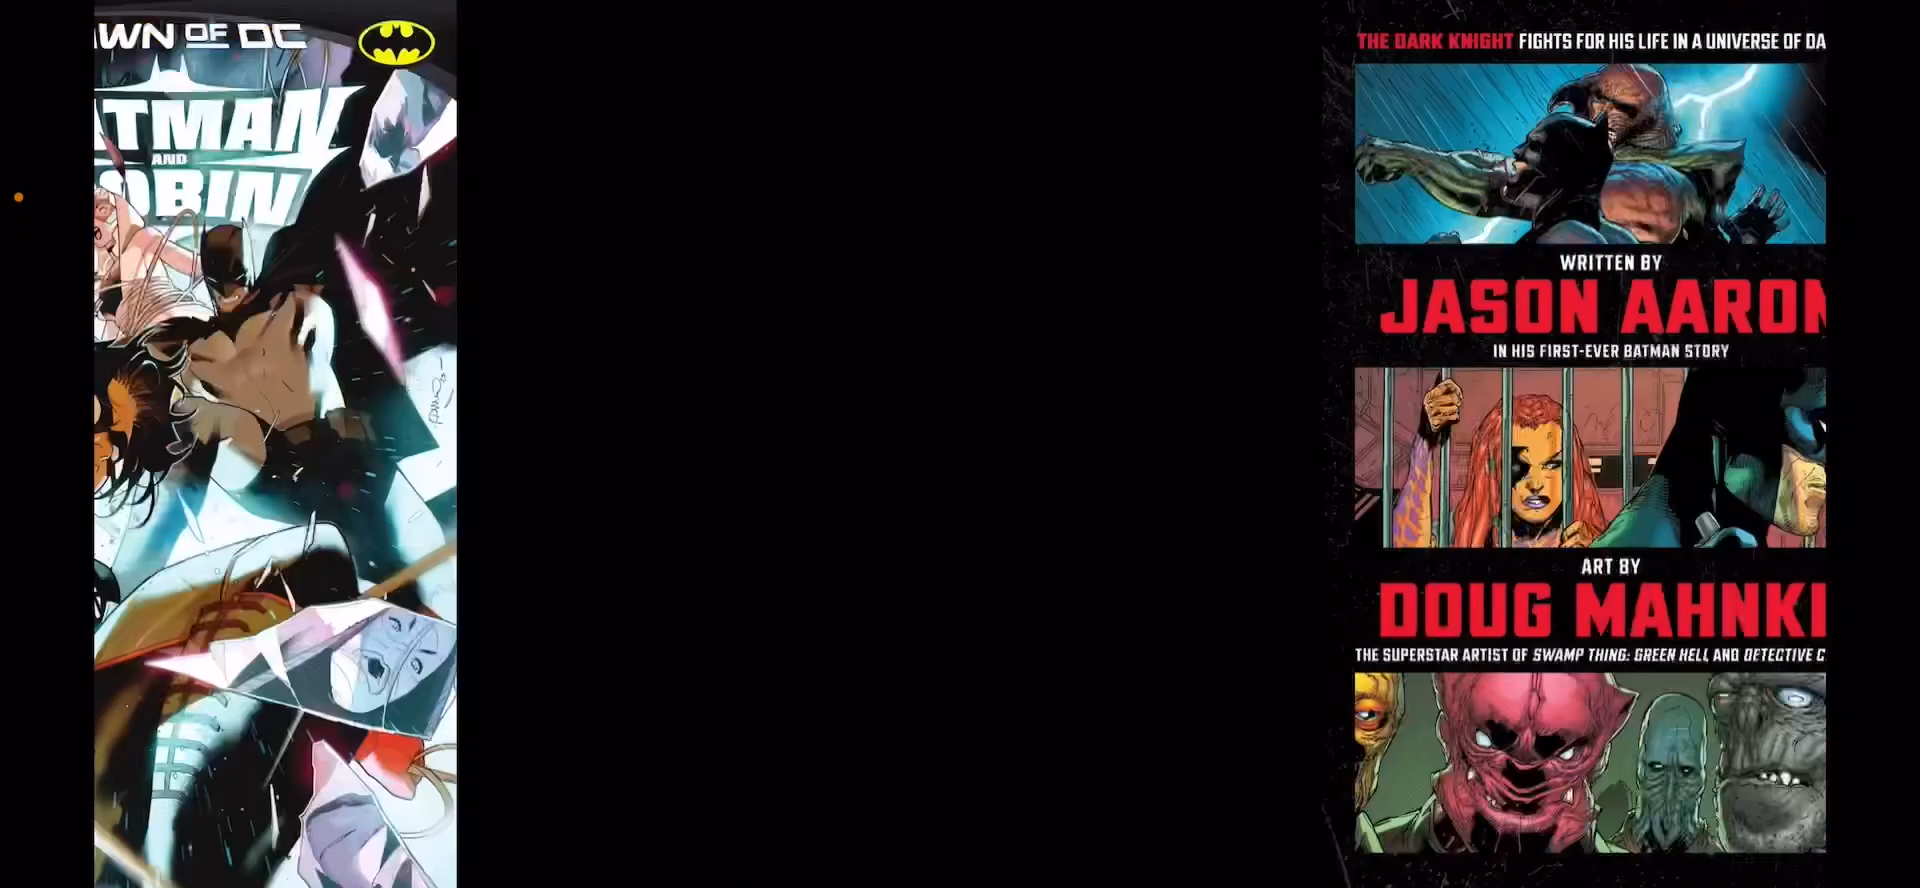 WN OF DC
TMAN
AND
OBIN
THE DARK KNIGHT FIGHTS FOR HIS LIFE IN A UNIVERSE OF DA
WRITTEN BY
JASON AARON
IN HIS FIRST-EVER BATMAN STORY
ART BY
DOUG MAHNK
THE SUPERSTAR ARTIST OF SWAMP THING: GREEN HELL AND DETECTIVE C